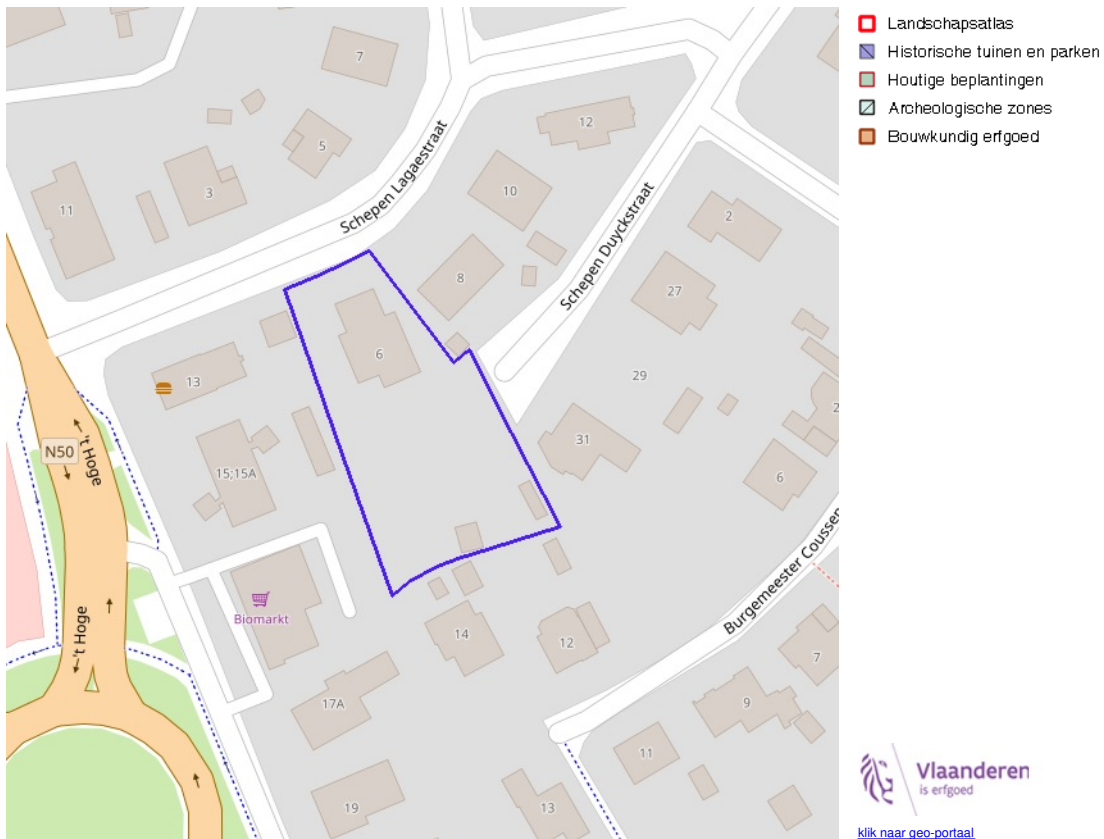 7
12
5
3
11
10
2
Schepen Lagaestraat
Schepen Duyckstraat
8
27
6
13
29
31
N50
't Hoge
15;15A
6
Burgemeester Coussen
Biomarkt
't Hoge
14
12
7
17A
9
11
19
13
Landschapsatlas
Historische tuinen en parken
Houtige beplantingen
Archeologische zones
Bouwkundig erfgoed
Vlaanderen
is erfgoed
klik naar geo-portaal